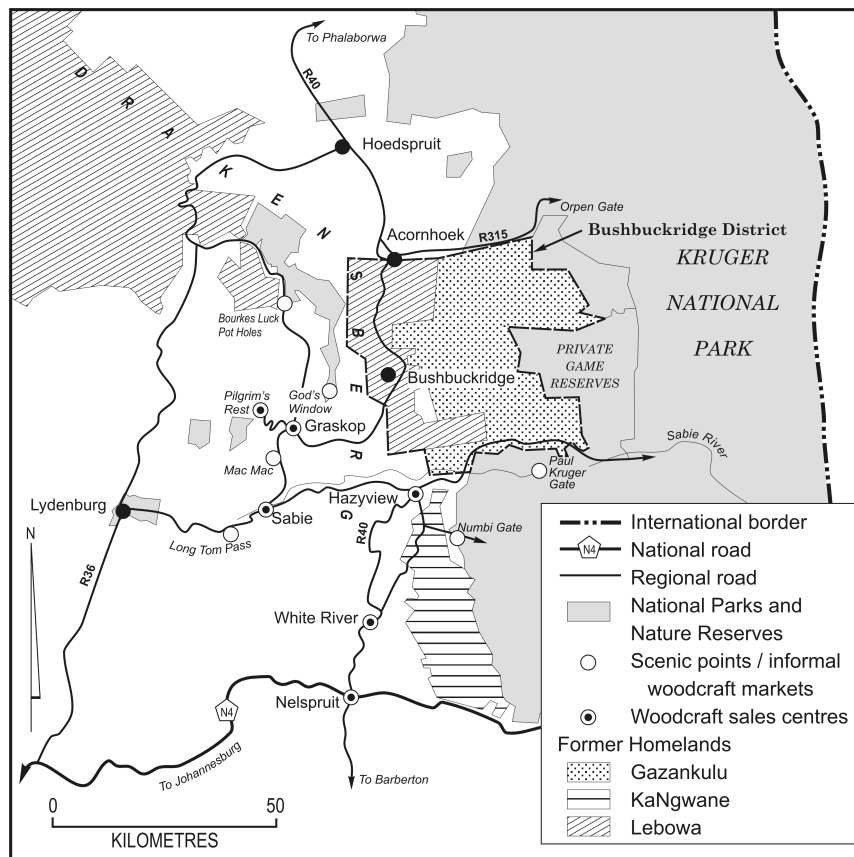 To Phalaborwa
R40
DRAKENSBERG
Hoedspruit
Orpen Gate
Acornhoek
R315
Bushbuckridge District
KRUGER
NATIONAL
PARK
Bourkes Luck
Pot Holes
PRIVATE
GAME
RESERVES
Bushbuckridge
Pilgrim's
Rest
God's
Window
Graskop
Mac Mac
Sabie River
Paul
Kruger
Gate
Lydenburg
Hazyview
Sabie
Long Tom Pass
R40
Numbi Gate
N
R36
White River
Nelspruit
N4
To Johannesburg
To Barberton
0 50
KILOMETRES
International border
N4 National road
Regional road
National Parks and
Nature Reserves
Scenic points / informal
woodcraft markets
Woodcraft sales centres
Former Homelands
Gazankulu
KaNgwane
Lebowa